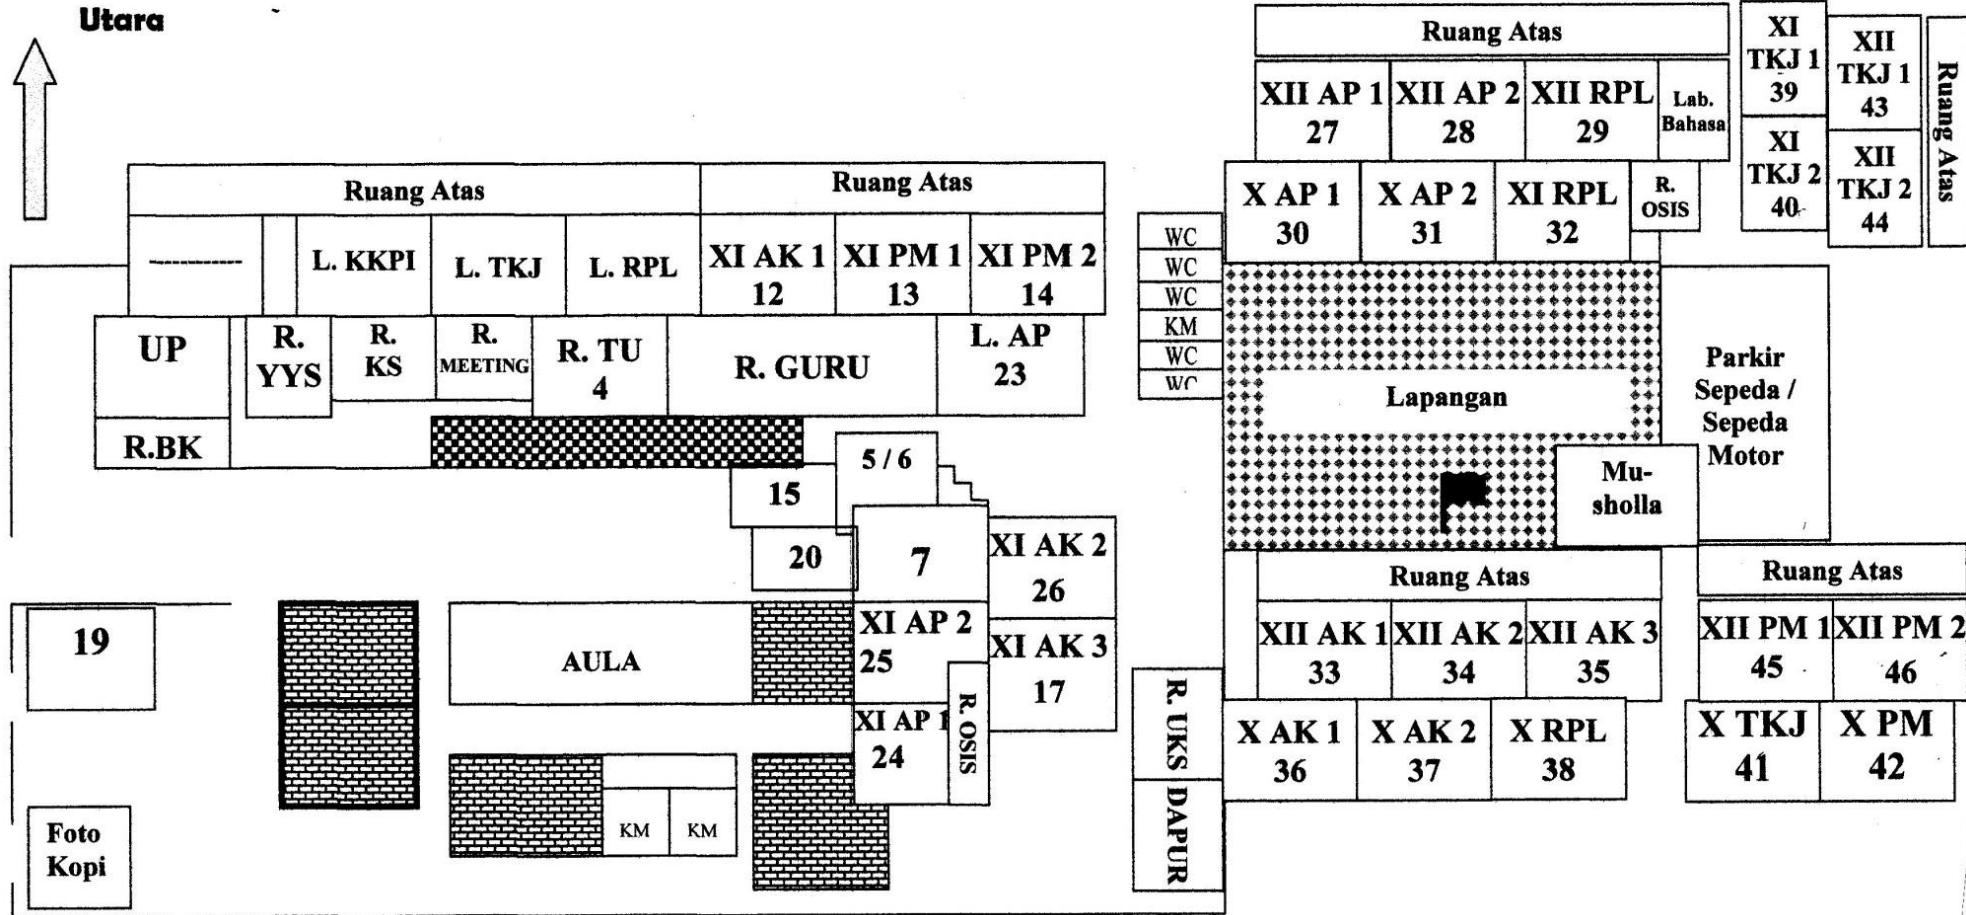 Utara
Ruang Atas
XII AP 1
27
XII AP 2
28
XII RPL
29
Lab.
Bahasa
X AP 1
30
X AP 2
31
XI RPL
32
R.
OSIS
XI
TKJ 1
39
XI
TKJ 2
40
XII
TKJ 1
43
XII
TKJ 2
44
Ruang Atas
Ruang Atas
Ruang Atas
L. KKPI
L. TKJ
L. RPL
XI AK 1
12
XI PM 1
13
XI PM 2
14
UP
R.
YYS
R.
KS
R.
MEETING
R. TU
4
R. GURU
L. AP
23
R.BK
WC
WC
WC
KM
WC
WC
Lapangan
Parkir
Sepeda /
Sepeda
Motor
Mu-
sholla
5 / 6
15
20
7
XI AK 2
26
XI AP 2
25
XI AK 3
17
XI AP 1
24
R. OSIS
19
AULA
KM
KM
Foto
Kopi
R. UKS
DAPUR
Ruang Atas
XII AK 1
33
XII AK 2
34
XII AK 3
35
X AK 1
36
X AK 2
37
X RPL
38
Ruang Atas
XII PM 1
45
XII PM 2
46
X TKJ
41
X PM
42